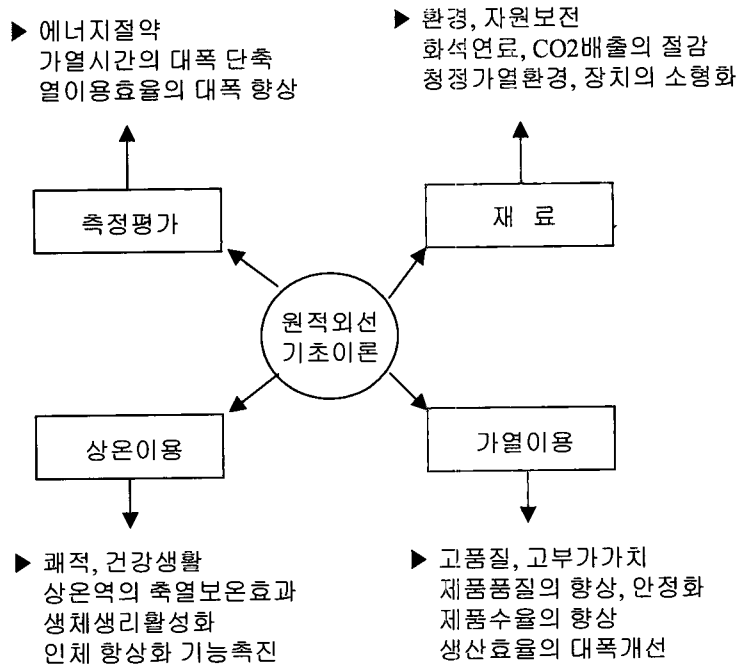 ▶ 에너지절약
가열시간의 대폭 단축
열이용효율의 대폭 향상
▶ 환경, 자원보전
화석연료, CO2배출의 절감
청정가열환경, 장치의 소형화
측정평가
재 료
원적외선
기초이론
상온이용
가열이용
▶ 쾌적, 건강생활
상온역의 축열보온효과
생체생리활성화
인체 항상화 기능촉진
▶ 고품질, 고부가가치
제품품질의 향상, 안정화
제품수율의 향상
생산효율의 대폭개선